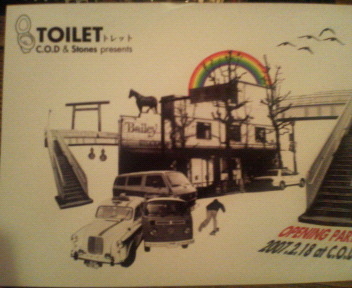 TOILET トレット
C.O.D & Stones presents
Bailey
OPENING PAR
2007.2.18 at C.O.